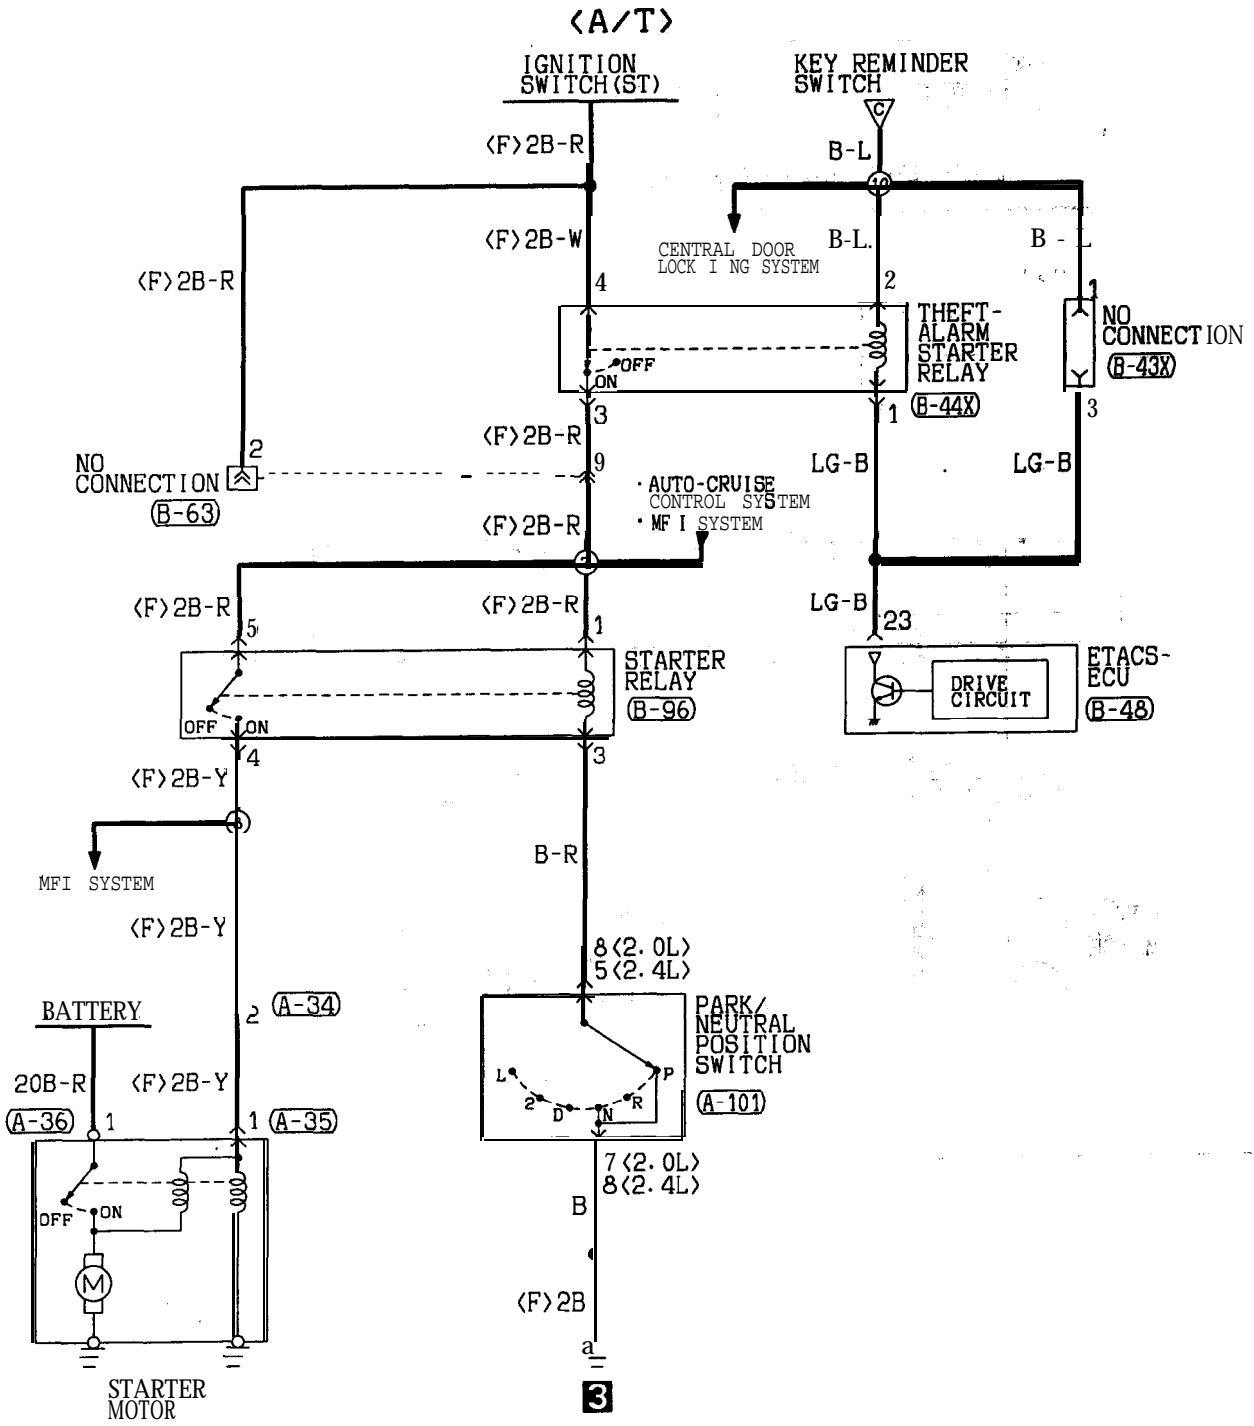 <A/T>
IGNITION
SWITCH(ST)
KEY REMINDER
SWITCH
C
<F>2B-R
B-L
10
<F>2B-W
B-L.
B - L
CENTRAL DOOR
LOCK I NG SYSTEM
<F>2B-R
4
2
1
THEFT-
ALARM
STARTER
RELAY
(B-44X)
NO
CONNECTION
(B-43X)
OFF
ON
3
1
3
<F>2B-R
2
9
NO
CONNECTION
(B-63)
LG-B
LG-B
· AUTO-CRUISE
CONTROL SYSTEM
· MF I SYSTEM
<F>2B-R
<F>2B-R
<F>2B-R
LG-B
5
1
23
STARTER
RELAY
(B-96)
ETACS-
ECU
(B-48)
DRIVE
CIRCUIT
OFF
ON
4
3
<F>2B-Y
B-R
MFI SYSTEM
<F>2B-Y
8<2.0L>
5<2.4L>
BATTERY
2
(A-34)
PARK/
NEUTRAL
POSITION
SWITCH
(A-101)
L
2
D
N
R
P
20B-R
<F>2B-Y
(A-36)
1
1
(A-35)
7<2.0L>
8<2.4L>
B
OFF
ON
M
<F>2B
a
3
STARTER
MOTOR